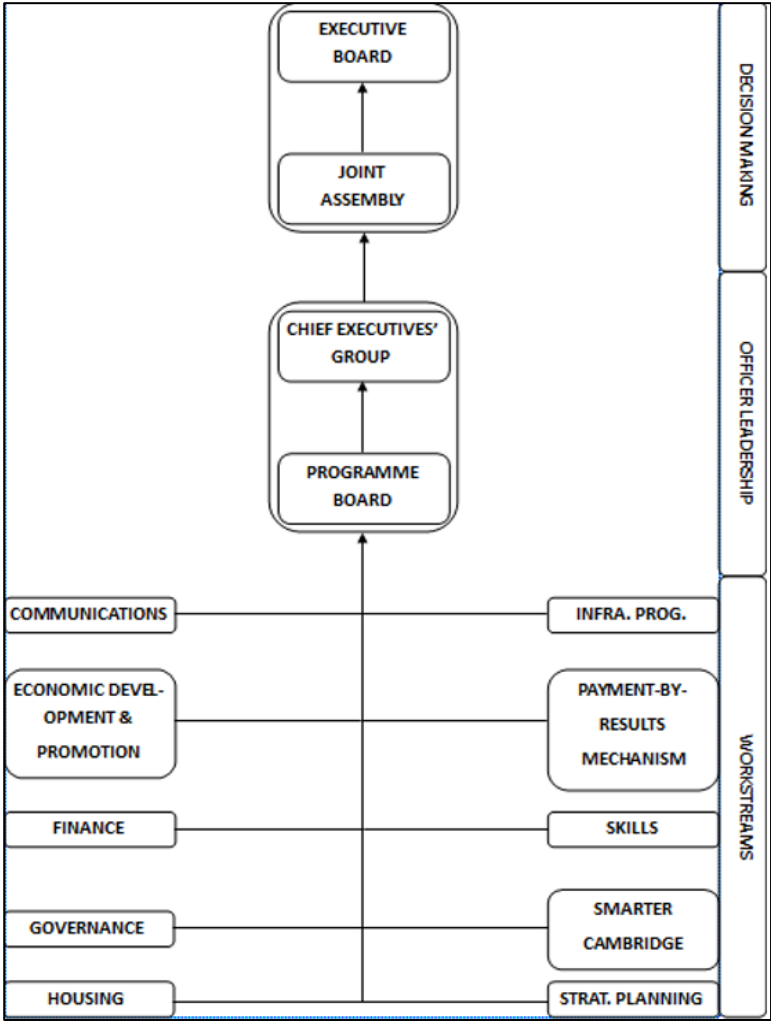 EXECUTIVE
BOARD
JOINT
ASSEMBLY
DECISION MAKING
CHIEF EXECUTIVES’
GROUP
PROGRAMME
BOARD
OFFICER LEADERSHIP
COMMUNICATIONS
INFRA. PROG.
ECONOMIC DEVEL-
OPMENT &
PROMOTION
PAYMENT-BY-
RESULTS
MECHANISM
FINANCE
SKILLS
GOVERNANCE
SMARTER
CAMBRIDGE
HOUSING
STRAT. PLANNING
WORKSTREAMS